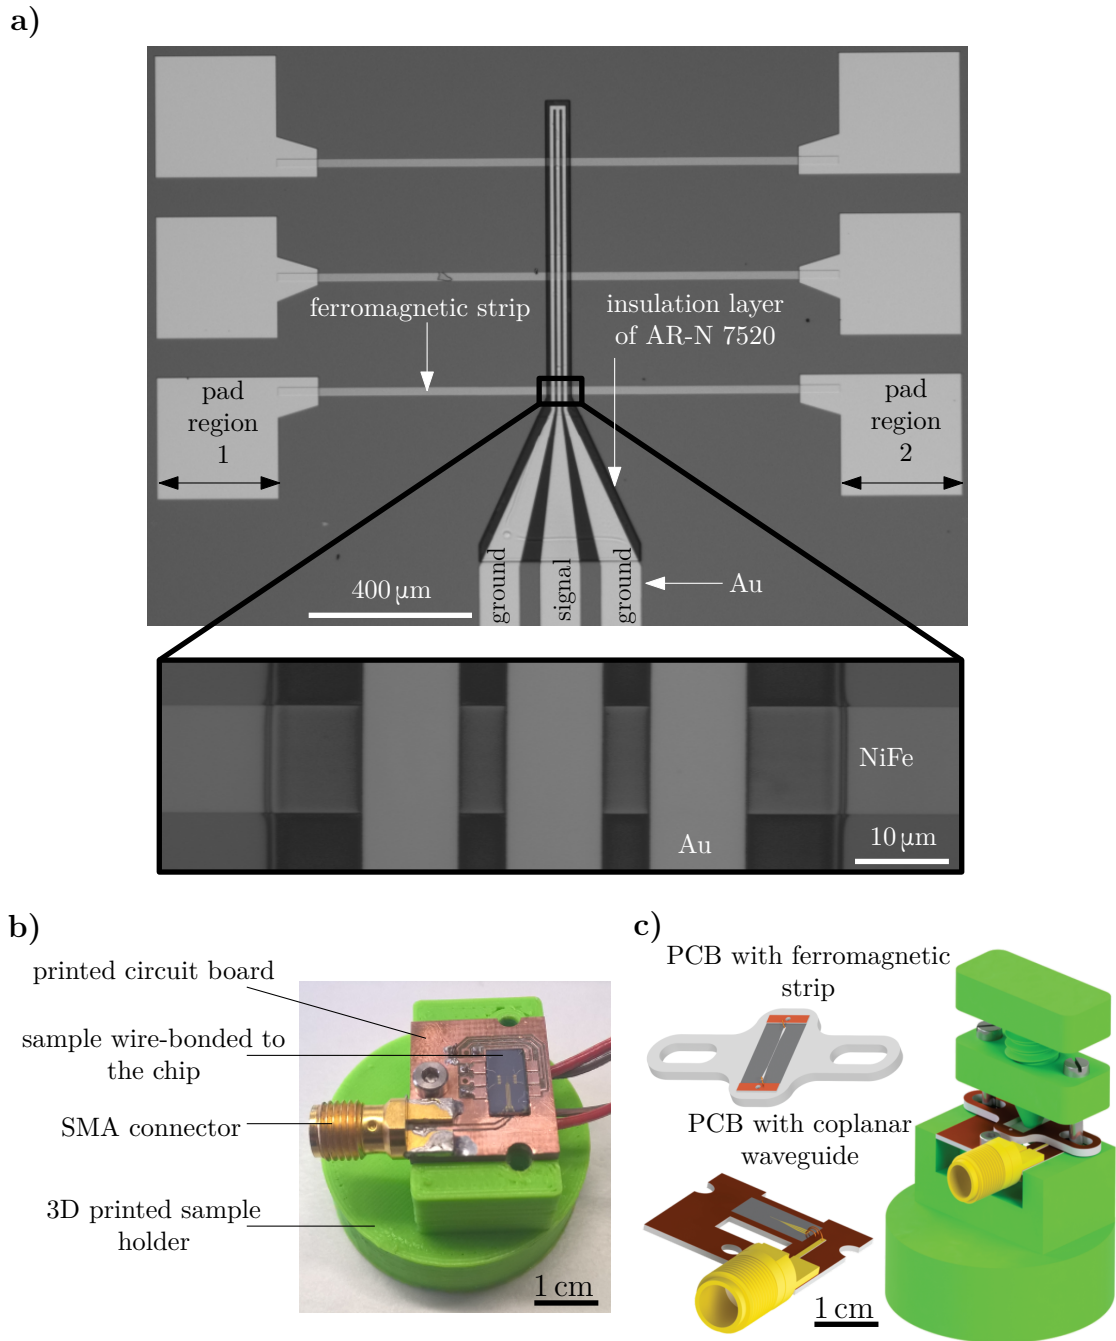 a)
ferromagnetic strip
insulation layer
of AR-N 7520
pad
region
1
pad
region
2
ground
signal
ground
Au
400 µm
NiFe
Au
10 µm
b)
printed circuit board
sample wire-bonded to
the chip
SMA connector
3D printed sample
holder
1 cm
c)
PCB with ferromagnetic
strip
PCB with coplanar
waveguide
1 cm